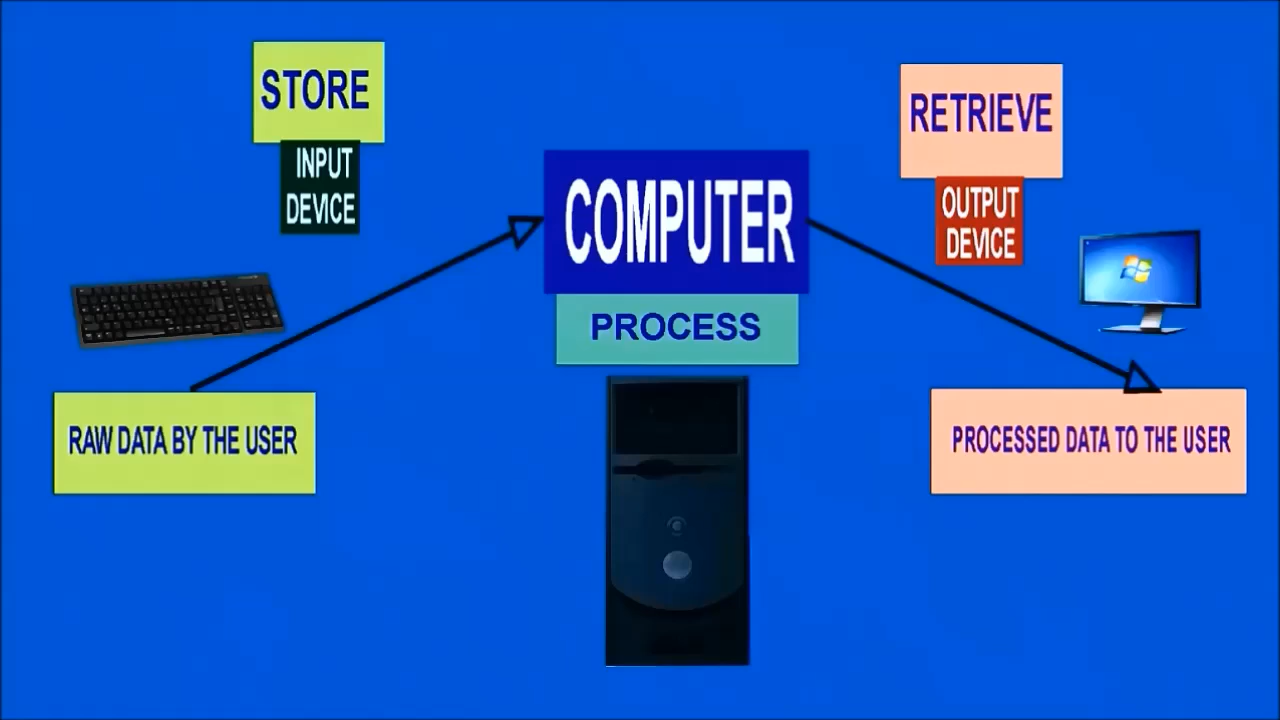 STORE
INPUT
DEVICE
RAW DATA BY THE USER
COMPUTER
PROCESS
RETRIEVE
OUTPUT
DEVICE
PROCESSED DATA TO THE USER